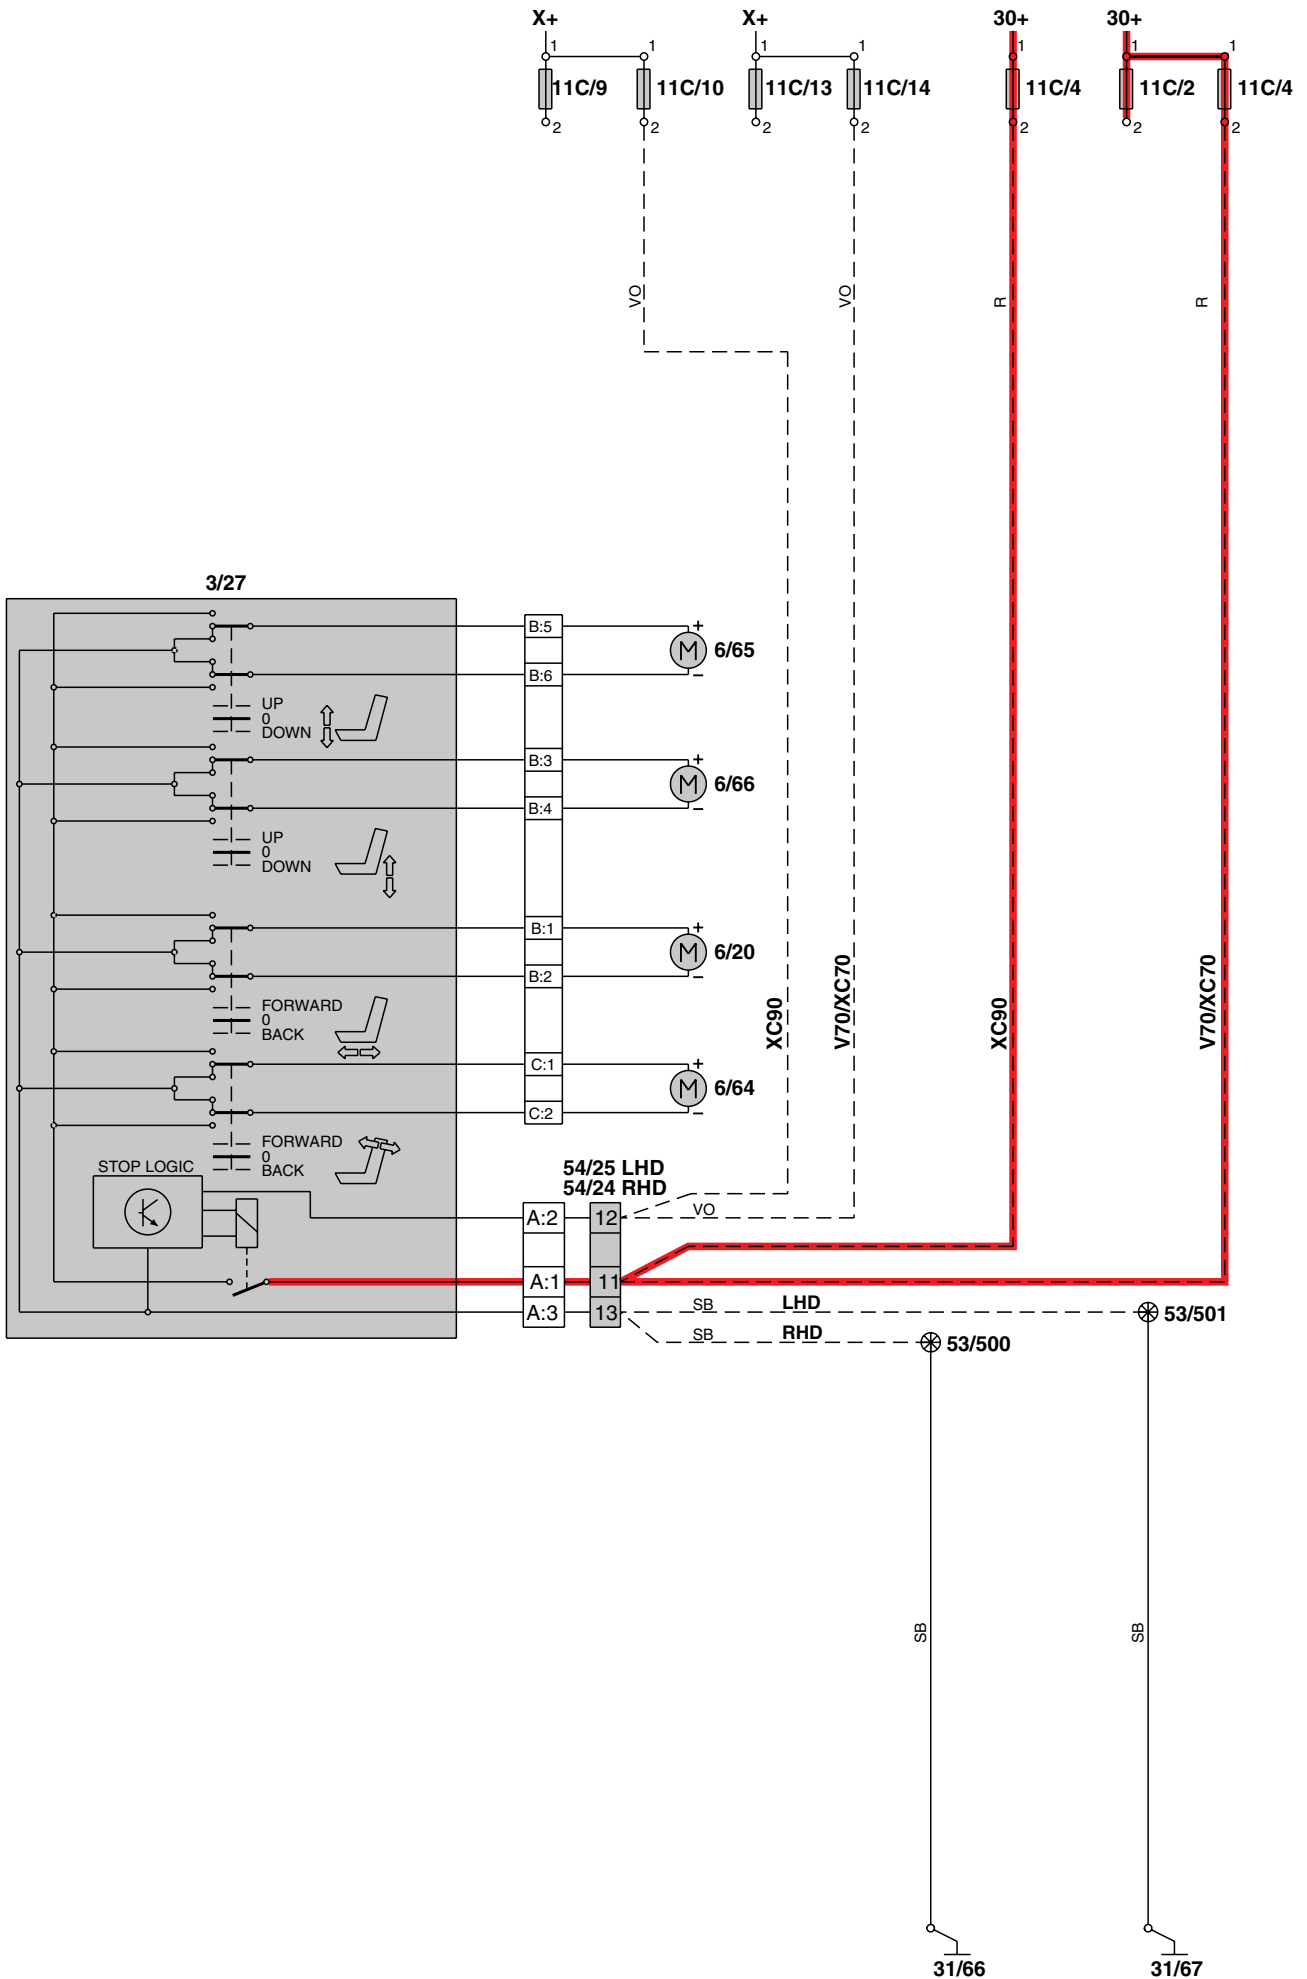 X+
X+
30+
30+
1
1
1
1
1
1
1
11C/9
11C/10
11C/13
11C/14
11C/4
11C/2
11C/4
2
2
2
2
2
2
2
VO
VO
R
R
3/27
B:5
+
M
6/65
B:6
−
UP
0
DOWN
B:3
+
M
6/66
B:4
−
UP
0
DOWN
B:1
+
M
6/20
B:2
−
XC90
V70/XC70
XC90
V70/XC70
FORWARD
0
BACK
C:1
+
M
6/64
C:2
−
FORWARD
0
BACK
STOP LOGIC
54/25 LHD
54/24 RHD
A:2
12
VO
A:1
11
A:3
13
SB
LHD
53/501
SB
RHD
53/500
SB
SB
31/66
31/67